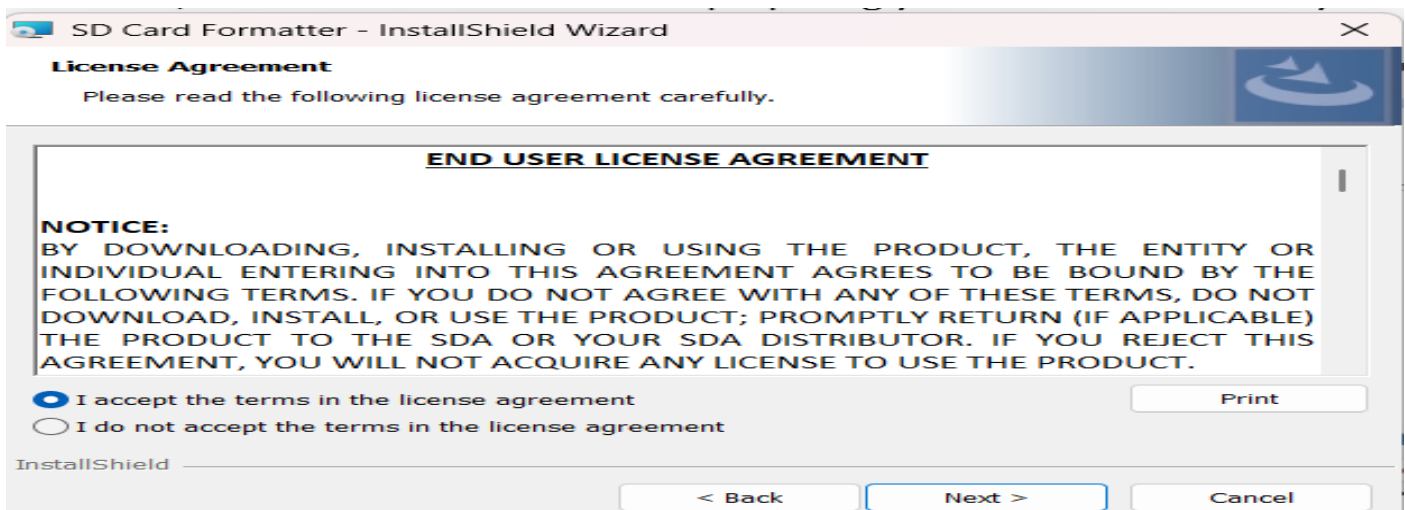 SD Card Formatter - InstallShield Wizard
License Agreement
Please read the following license agreement carefully.
END USER LICENSE AGREEMENT
NOTICE:
BY DOWNLOADING, INSTALLING OR USING THE PRODUCT, THE ENTITY OR
INDIVIDUAL ENTERING INTO THIS AGREEMENT AGREES TO BE BOUND BY THE
FOLLOWING TERMS. IF YOU DO NOT AGREE WITH ANY OF THESE TERMS, DO NOT
DOWNLOAD, INSTALL, OR USE THE PRODUCT; PROMPTLY RETURN (IF APPLICABLE)
THE PRODUCT TO THE SDA OR YOUR SDA DISTRIBUTOR. IF YOU REJECT THIS
AGREEMENT, YOU WILL NOT ACQUIRE ANY LICENSE TO USE THE PRODUCT.
I accept the terms in the license agreement
Print
I do not accept the terms in the license agreement
InstallShield
< Back
Next >
Cancel